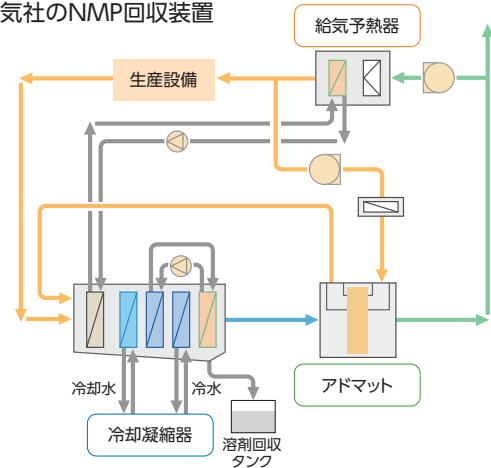 気社のNMP回収装置
給気予熱器
生産設備
冷却水
冷水
アドマット
冷却凝縮器
溶剤回収
タンク